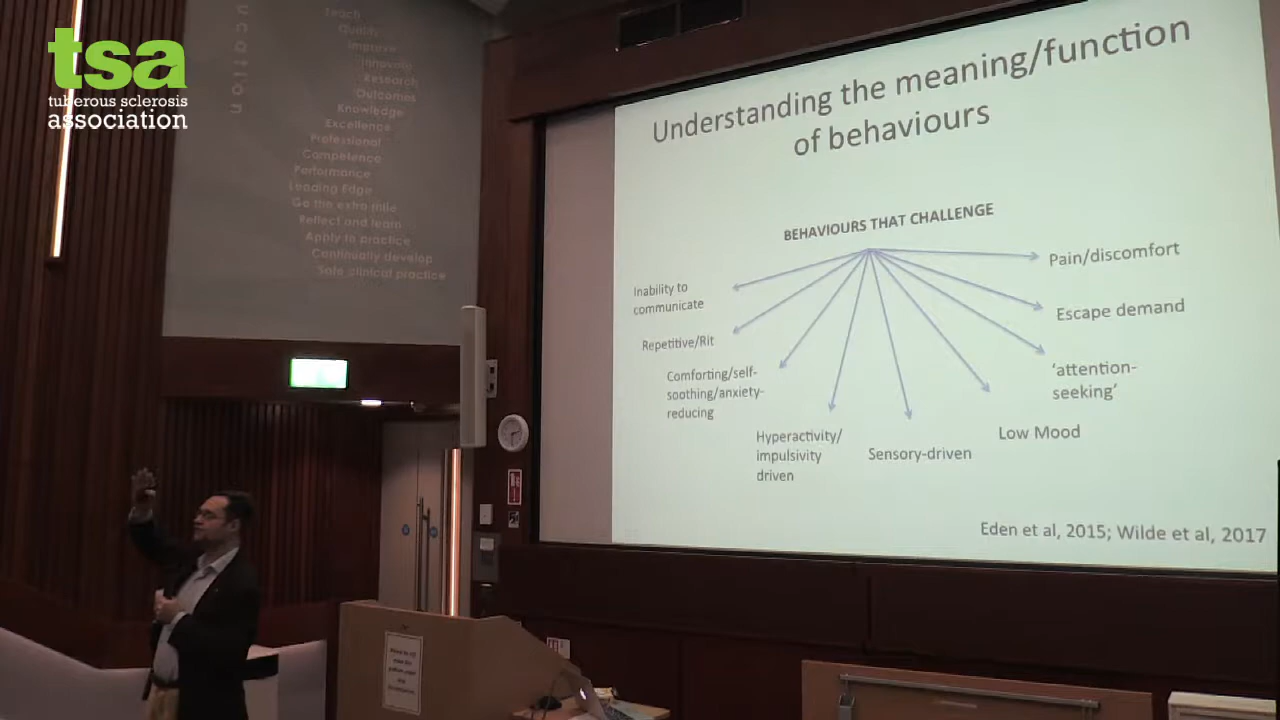 tsa
tuberous sclerosis
association
ucation
Teach
Quality
Improve
Innovate
Research
Outcomes
Knowledge
Excellence
Professional
Competence
Performance
Leading Edge
Go the extra mile
Reflect and learn
Apply to practice
Continually develop
Safe clinical practice
Understanding the meaning/function
of behaviours
BEHAVIOURS THAT CHALLENGE
Inability to
communicate
Repetitive/Rit
Comforting/self-
soothing/anxiety-
reducing
Hyperactivity/
impulsivity
driven
Sensory-driven
Low Mood
'attention-
seeking'
Escape demand
Pain/discomfort
Eden et al, 2015; Wilde et al, 2017